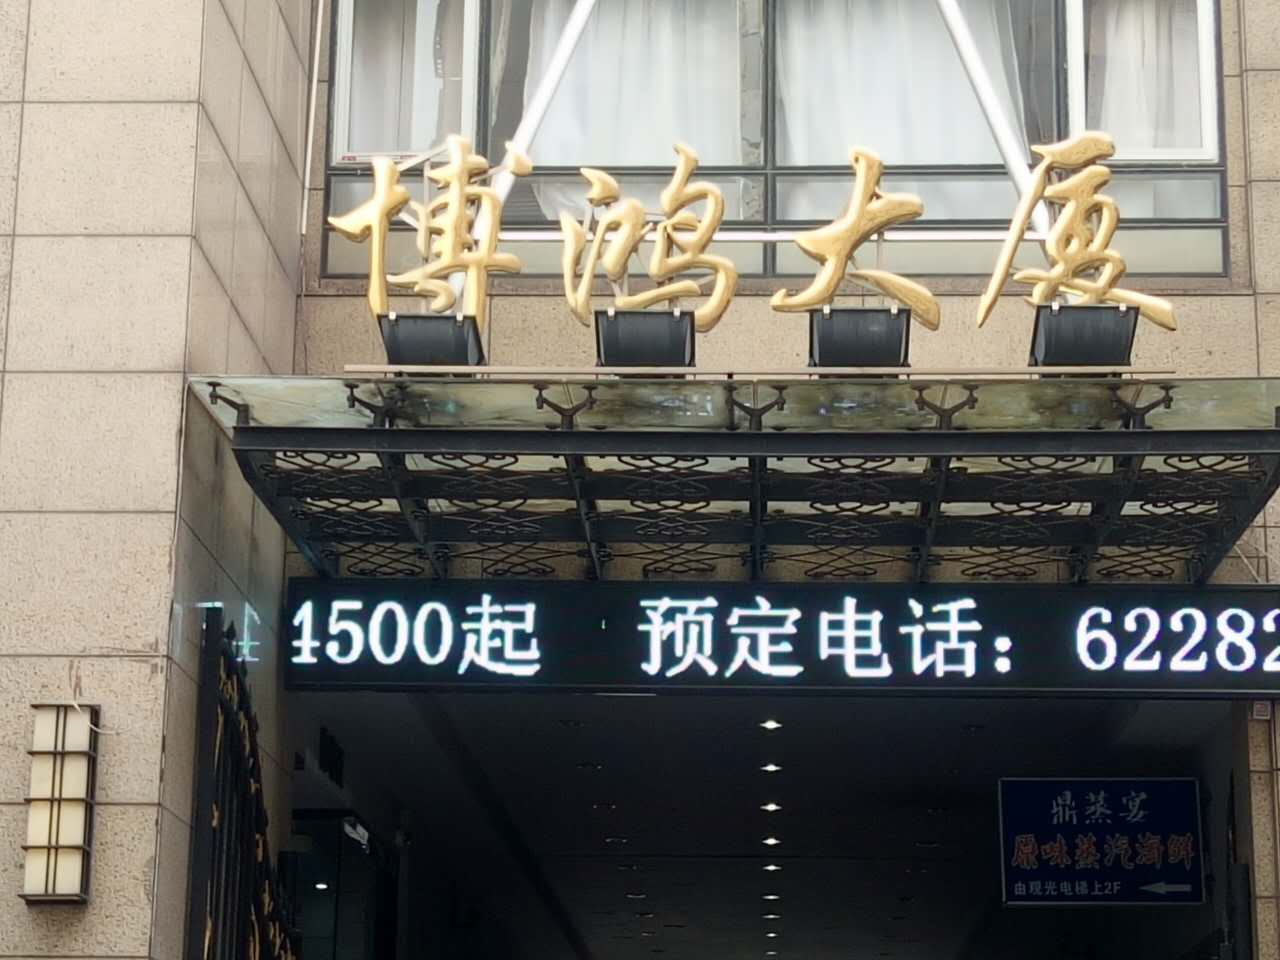 博鸿大厦
4500起 预定电话：62282
鼎蒸宴
原味蒸汽海鲜
由观光电梯上2F